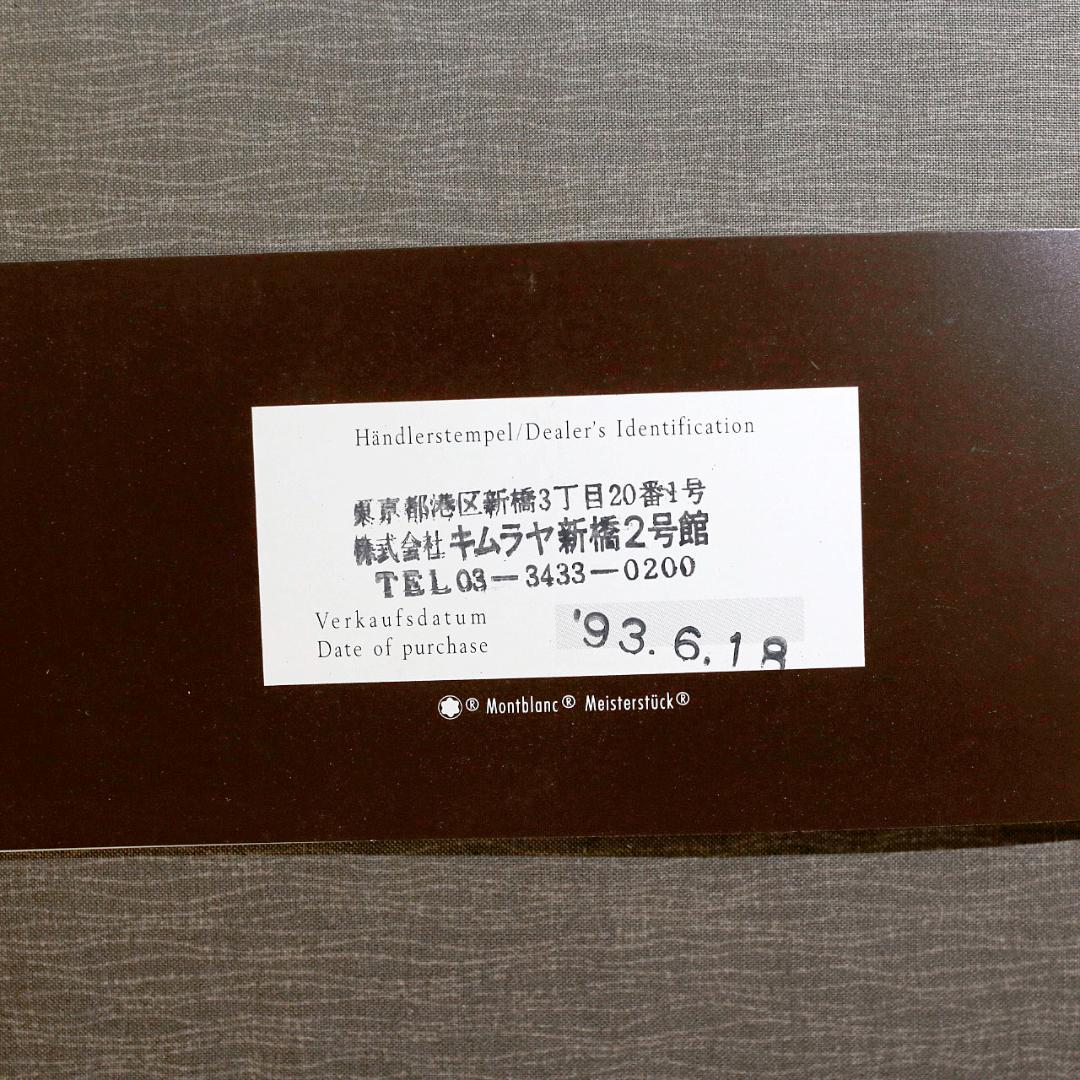 Händlerstempel/Dealer's Identification
東京都港区新橋3丁目20番1号
株式会社キムラヤ新橋2号館
TEL03-3433-0200
Verkaufsdatum
Date of purchase
'93.6.18
® Montblanc® Meisterstück®